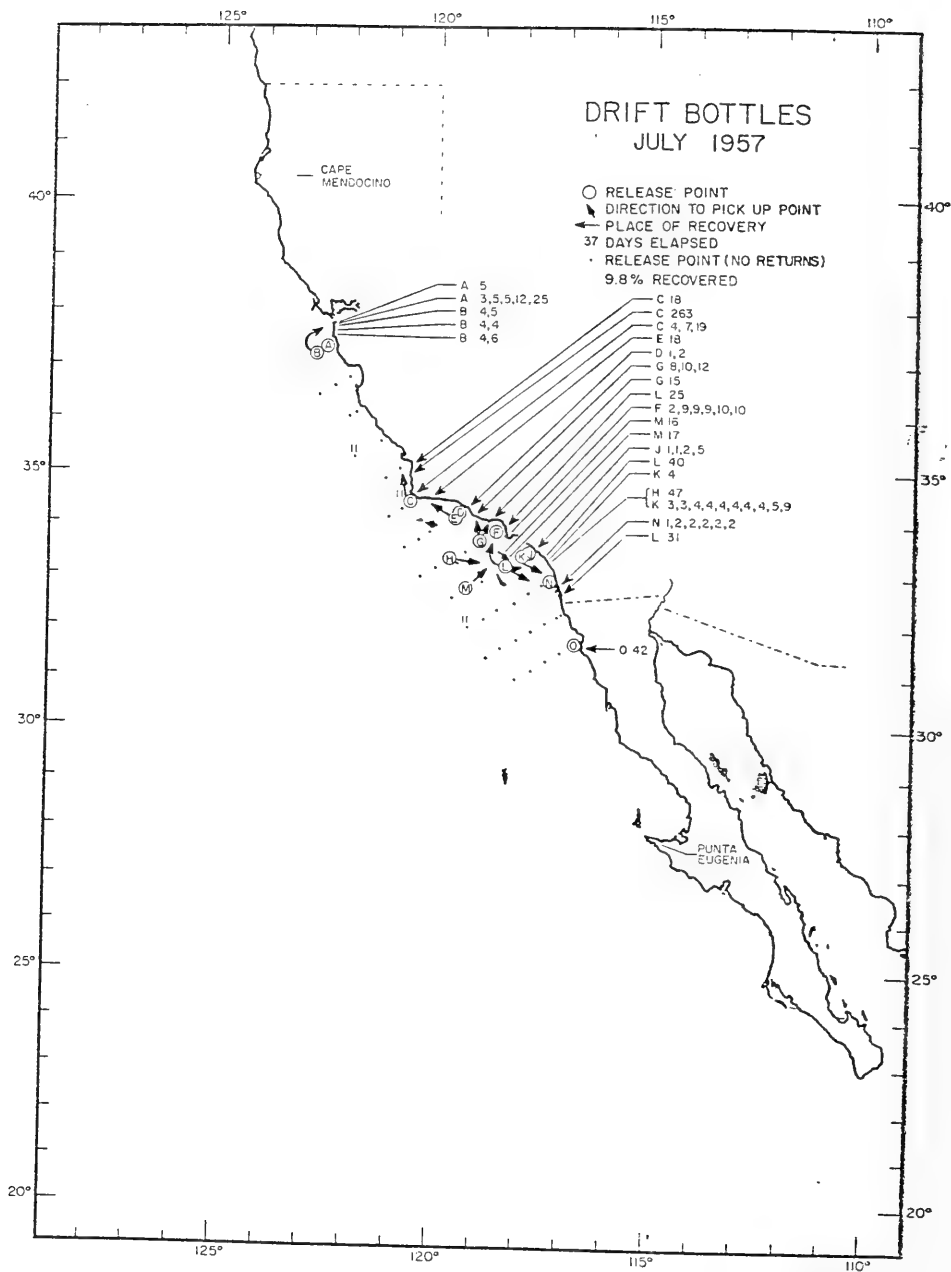 125°
120°
115°
110°
DRIFT BOTTLES
JULY 1957
CAPE
MENDOCINO
40°
40°
RELEASE POINT
DIRECTION TO PICK UP POINT
PLACE OF RECOVERY
37 DAYS ELAPSED
RELEASE POINT (NO RETURNS)
9.8% RECOVERED
A 5
A 3,5,5,12,25
B 4,5
B 4,4
B 4,6
C 18
C 263
C 4,7,19
E 18
D 1,2
G 8,10,12
G 15
L 25
F 2,9,9,9,10,10
M 16
M 17
J 1,1,2,5
L 40
K 4
H 47
K 3,3,4,4,4,4,4,4,5,9
N 1,2,2,2,2,2
L 31
B A
35°
35°
C
E D
G F
H L K J
M N
O
O 42
30°
30°
PUNTA
EUGENIA
25°
25°
20°
20°
125°
120°
115°
110°